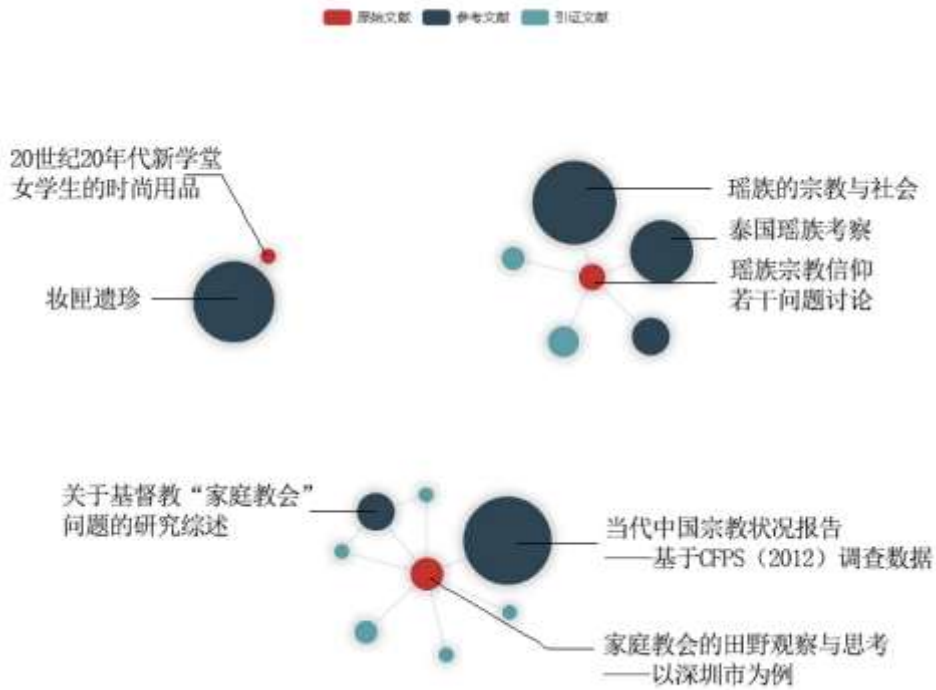 原始文献 参考文献 引证文献
20世纪20年代新学堂
女学生的时尚用品
妆匣遗珍
瑶族的宗教与社会
泰国瑶族考察
瑶族宗教信仰
若干问题讨论
关于基督教“家庭教会”
问题的研究综述
当代中国宗教状况报告
——基于CFPS（2012）调查数据
家庭教会的田野观察与思考
——以深圳市为例